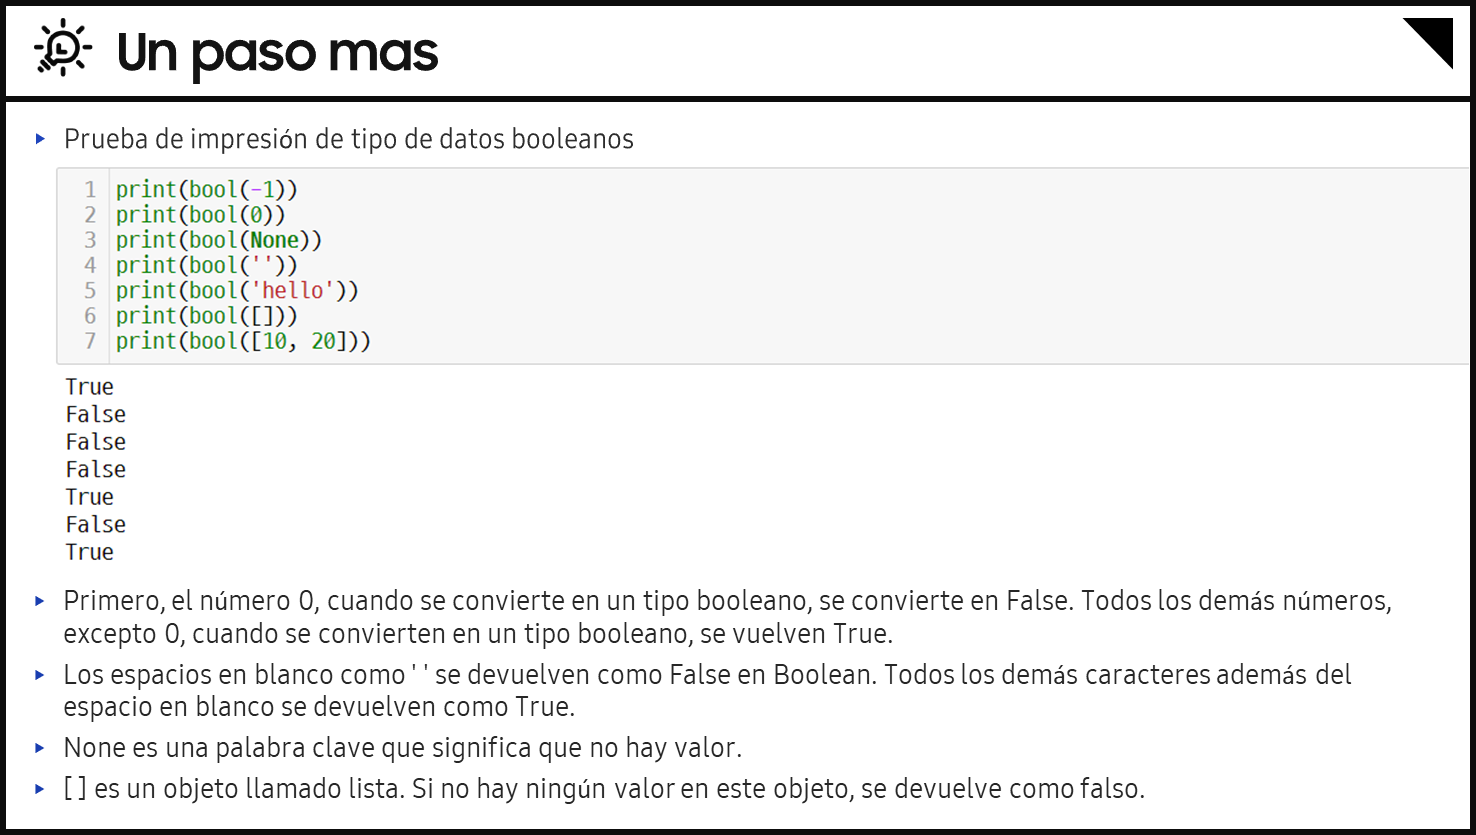 Un paso mas
Prueba de impresión de tipo de datos booleanos
1 print(bool(-1))
2 print(bool(0))
3 print(bool(None))
4 print(bool(''))
5 print(bool('hello'))
6 print(bool([]))
7 print(bool([10, 20]))
True
False
False
False
True
False
True
Primero, el número 0, cuando se convierte en un tipo booleano, se convierte en False. Todos los demás números,
excepto 0, cuando se convierten en un tipo booleano, se vuelven True.
Los espacios en blanco como ' ' se devuelven como False en Boolean. Todos los demás caracteres además del
espacio en blanco se devuelven como True.
None es una palabra clave que significa que no hay valor.
[ ] es un objeto llamado lista. Si no hay ningún valor en este objeto, se devuelve como falso.